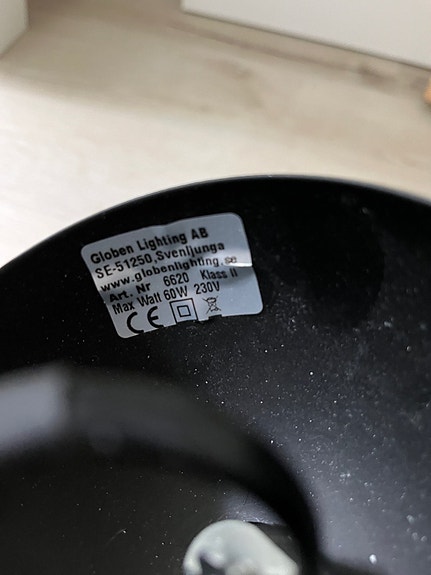 Globen Lighting AB
SE-51250,Svenljunga
www.globenlighting.se
Art. Nr 6620 Klass II
Max Watt 60W 230V
CE